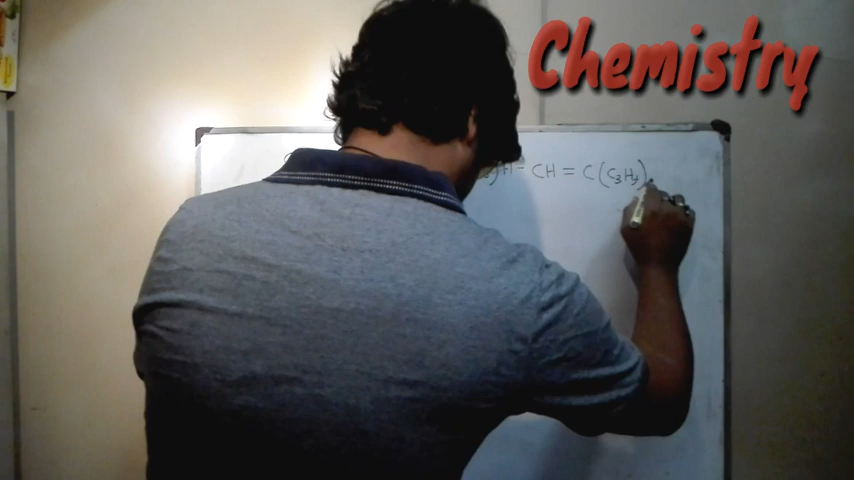 Chemistry
)H - CH = C(C₃H₇)